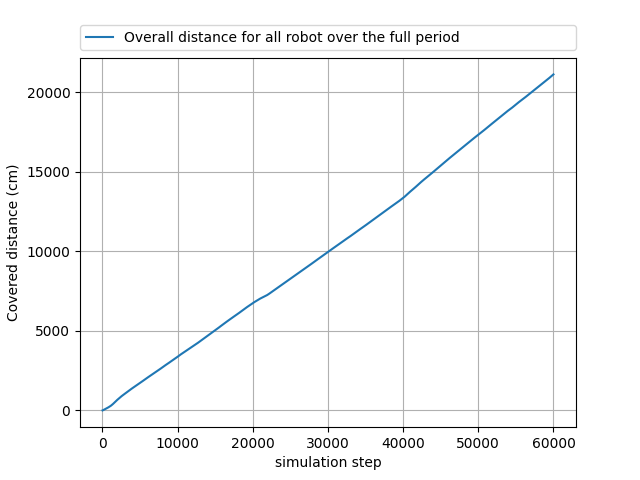 Overall distance for all robot over the full period
20000
15000
10000
5000
0
Covered distance (cm)
0 10000 20000 30000 40000 50000 60000
simulation step